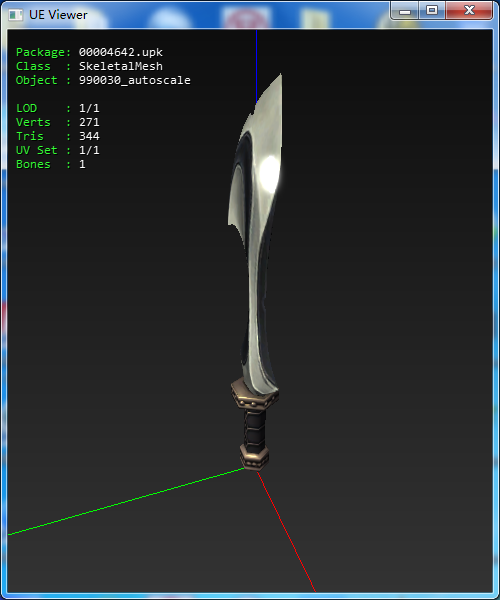 UE Viewer
Package: 00004642.upk
Class  : SkeletalMesh
Object : 990030_autoscale
LOD    : 1/1
Verts  : 271
Tris   : 344
UV Set : 1/1
Bones  : 1